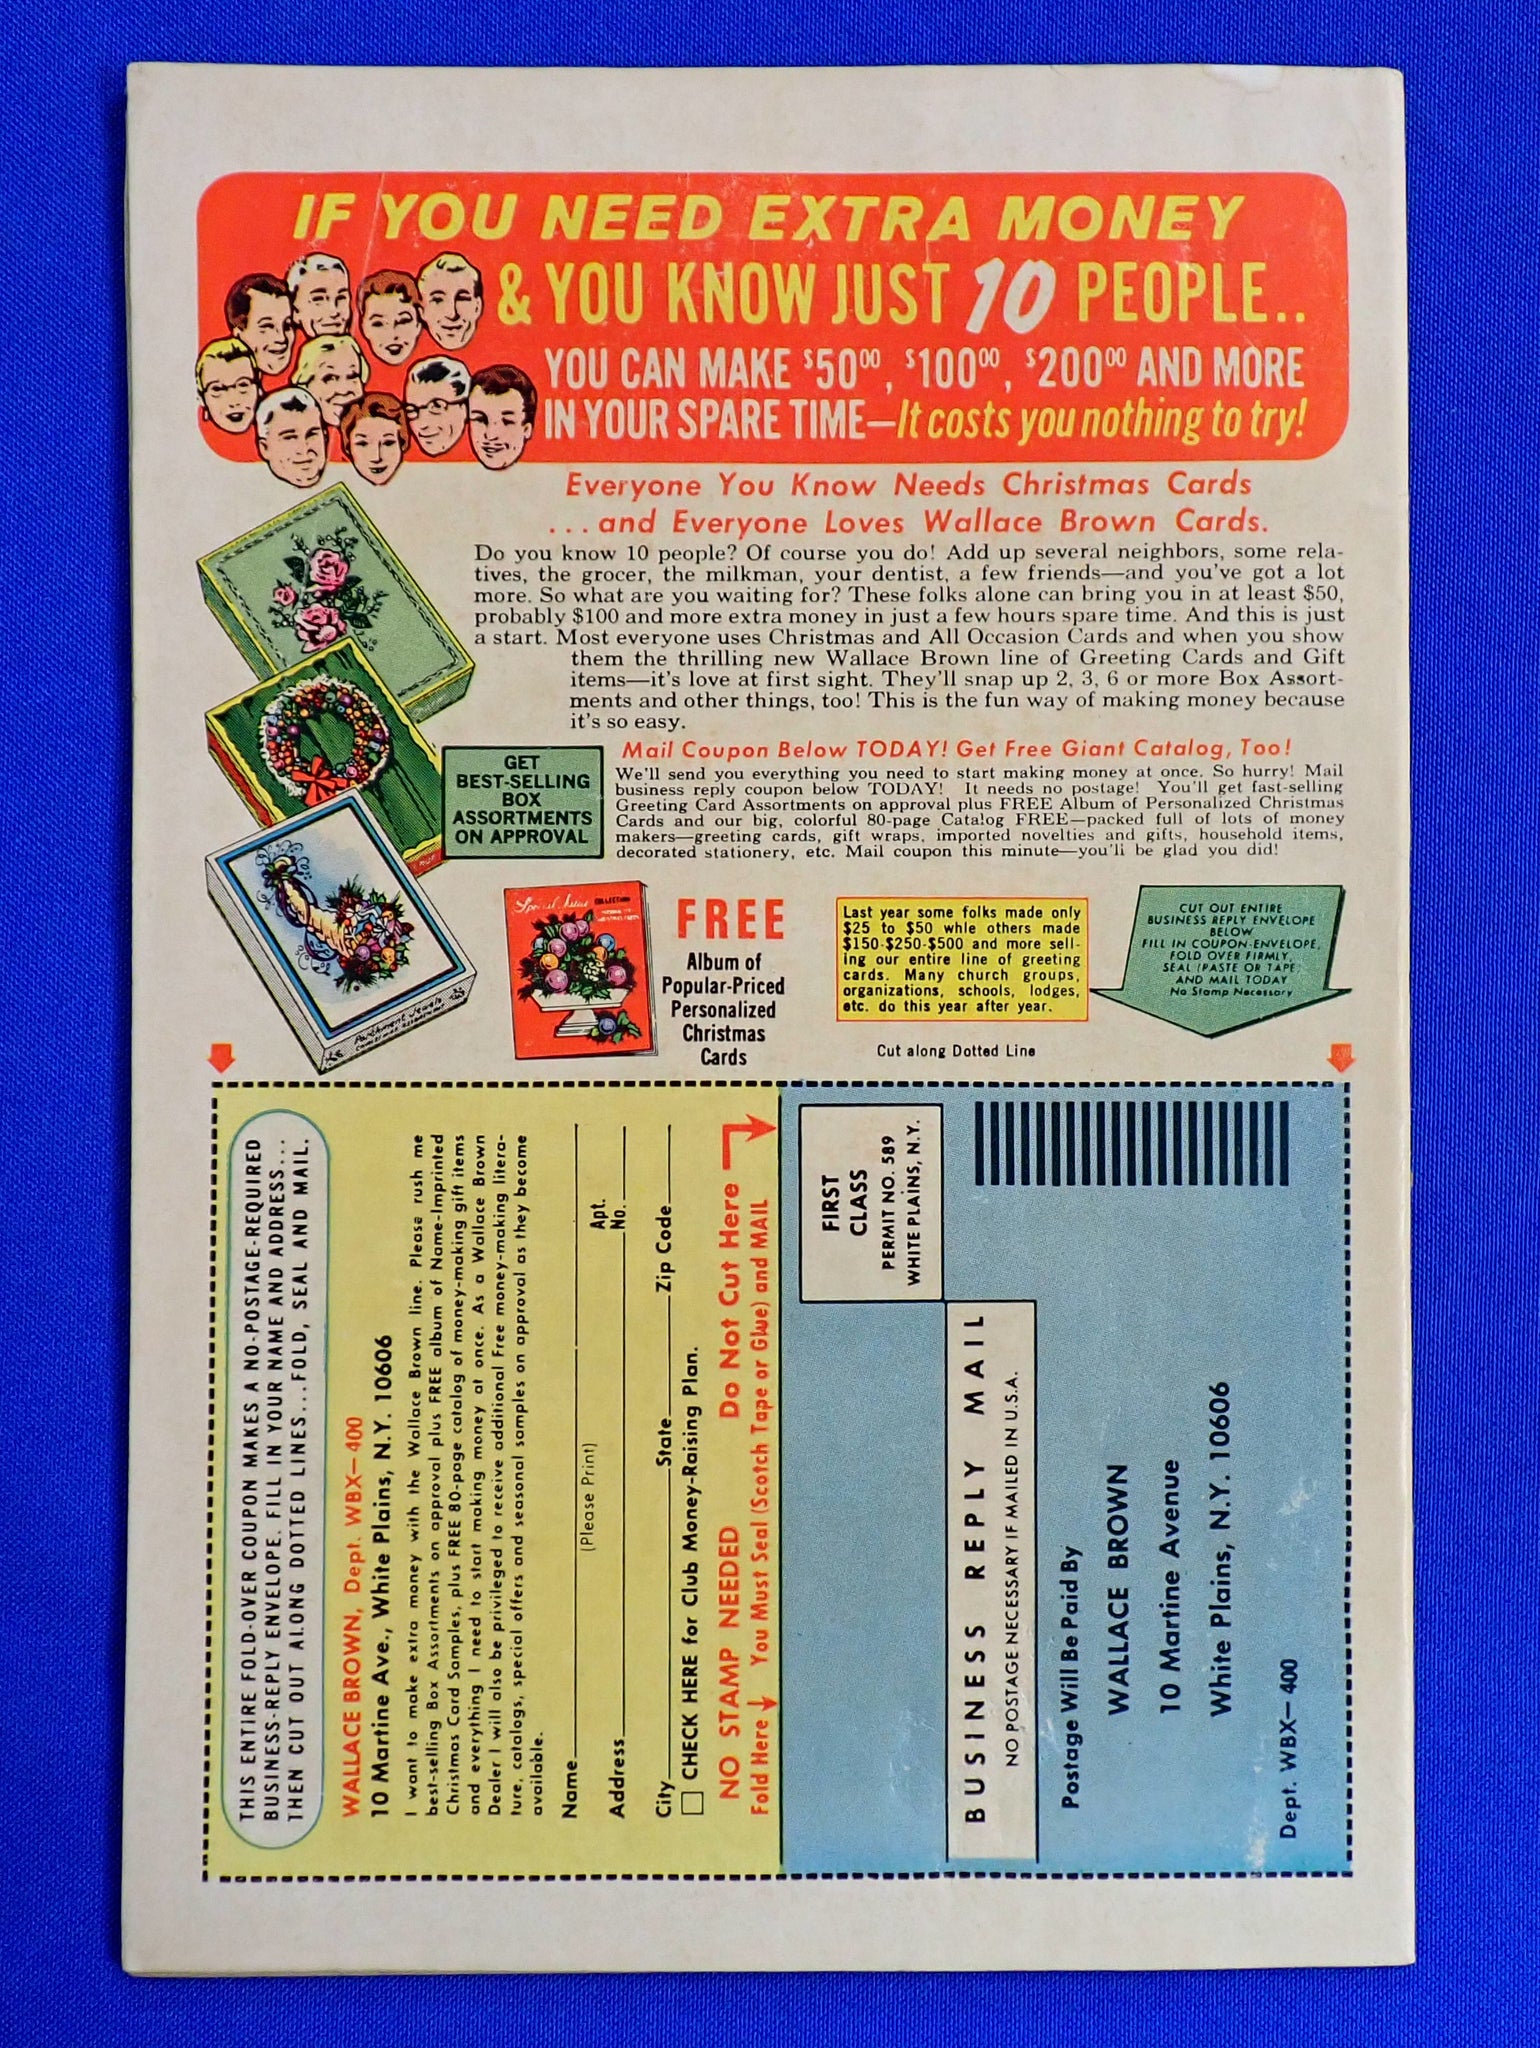 IF YOU NEED EXTRA MONEY
& YOU KNOW JUST 10 PEOPLE..
YOU CAN MAKE $50⁰⁰, $100⁰⁰, $200⁰⁰ AND MORE
IN YOUR SPARE TIME—It costs you nothing to try!
Everyone You Know Needs Christmas Cards
...and Everyone Loves Wallace Brown Cards.
Do you know 10 people? Of course you do! Add up several neighbors, some rela-
tives, the grocer, the milkman, your dentist, a few friends—and you've got a lot
more. So what are you waiting for? These folks alone can bring you in at least $50,
probably $100 and more extra money in just a few hours spare time. And this is just
a start. Most everyone uses Christmas and All Occasion Cards and when you show
them the thrilling new Wallace Brown line of Greeting Cards and Gift
items—it's love at first sight. They'll snap up 2, 3, 6 or more Box Assort-
ments and other things, too! This is the fun way of making money because
it's so easy.
GET
BEST-SELLING
BOX
ASSORTMENTS
ON APPROVAL
Mail Coupon Below TODAY! Get Free Giant Catalog, Too!
We'll send you everything you need to start making money at once. So hurry! Mail
business reply coupon below TODAY! It needs no postage! You'll get fast-selling
Greeting Card Assortments on approval plus FREE Album of Personalized Christmas
Cards and our big, colorful 80-page Catalog FREE—packed full of lots of money
makers—greeting cards, gift wraps, imported novelties and gifts, household items,
decorated stationery, etc. Mail coupon this minute—you'll be glad you did!
Parchment Jewels
COLLECTION
FREE
Album of
Popular-Priced
Personalized
Christmas
Cards
Last year some folks made only
$25 to $50 whle others made
$150-$250-$500 and more sell-
ing our entire line of greeting
cards. Many church groups,
organizations, schools, lodges,
etc. do this year after year.
CUT OUT ENTIRE
BUSINESS REPLY ENVELOPE
BELOW
FILL IN COUPON-ENVELOPE,
FOLD OVER FIRMLY,
SEAL (PASTE OR TAPE)
AND MAIL TODAY
No Stamp Necessary
Cut along Dotted Line
THIS ENTIRE FOLD-OVER COUPON MAKES A NO-POSTAGE-REQUIRED
BUSINESS-REPLY ENVELOPE. FILL IN YOUR NAME AND ADDRESS...
THEN CUT OUT ALONG DOTTED LINES...FOLD, SEAL AND MAIL.
WALLACE BROWN, Dept. WBX—400
10 Martine Ave., White Plains, N.Y. 10606
I want to make extra money with the Wallace Brown line. Please rush me
best-selling Box Assortments on approval plus FREE album of Name-Imprinted
Christmas Card Samples, plus FREE 80-page catalog of money-making gift items
and everything I need to start making money at once. As a Wallace Brown
Dealer I will also be privileged to receive additional Free money-making litera-
ture, catalogs, special offers and seasonal samples on approval as they become
available.
Name
(Please Print)
Address Apt. No.
City State Zip Code
CHECK HERE for Club Money-Raising Plan.
NO STAMP NEEDED Do Not Cut Here
Fold Here You Must Seal (Scotch Tape or Glue) and MAIL
FIRST
CLASS
PERMIT NO. 589
WHITE PLAINS, N.Y.
BUSINESS REPLY MAIL
NO POSTAGE NECESSARY IF MAILED IN U.S.A.
Postage Will Be Paid By
WALLACE BROWN
10 Martine Avenue
White Plains, N.Y. 10606
Dept. WBX—400